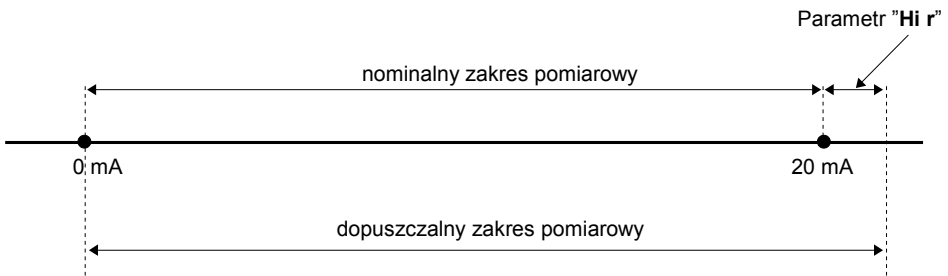 Parametr ”Hi r”
nominalny zakres pomiarowy
0 mA
20 mA
dopuszczalny zakres pomiarowy